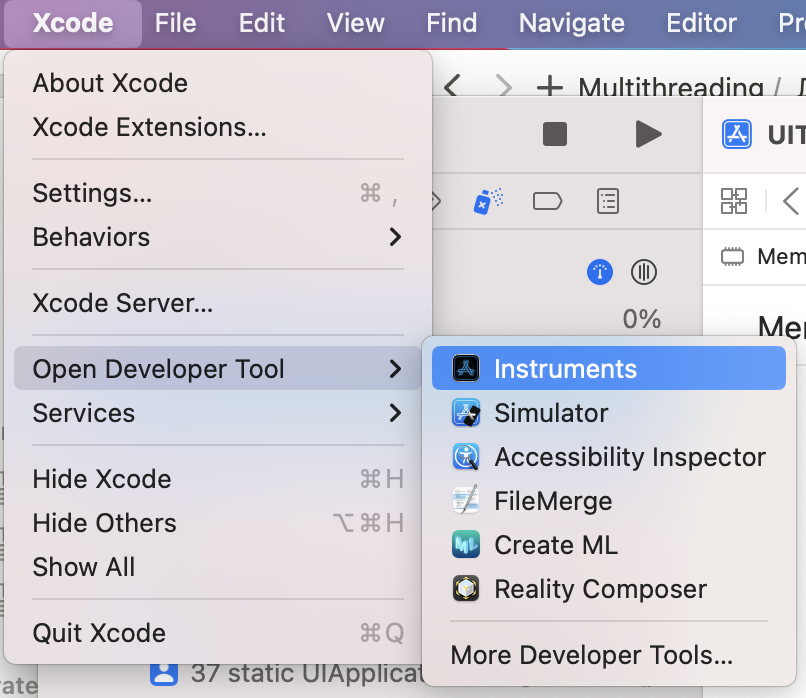 Xcode File Edit View Find Navigate Editor
Multithreading /
UIT
Mem
0%
Mem
About Xcode
Xcode Extensions...
Settings... ⌘ ,
Behaviors
Xcode Server...
Open Developer Tool
Services
Hide Xcode ⌘H
Hide Others ⌥⌘H
Show All
Quit Xcode ⌘Q
Instruments
Simulator
Accessibility Inspector
FileMerge
Create ML
Reality Composer
More Developer Tools...
37 static UIApplicat